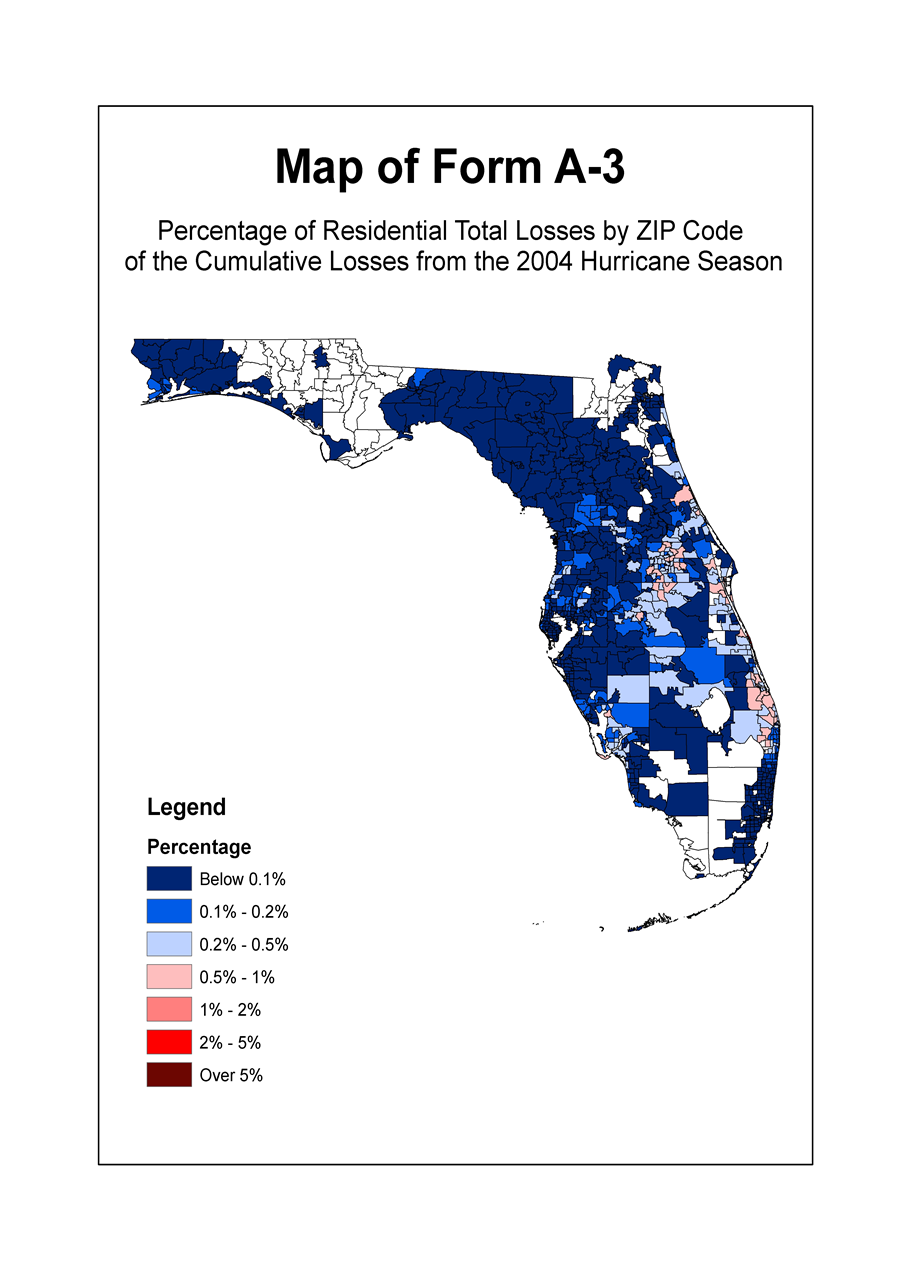 Map of Form A-3
Percentage of Residential Total Losses by ZIP Code
of the Cumulative Losses from the 2004 Hurricane Season
Legend
Percentage
Below 0.1%
0.1% - 0.2%
0.2% - 0.5%
0.5% - 1%
1% - 2%
2% - 5%
Over 5%